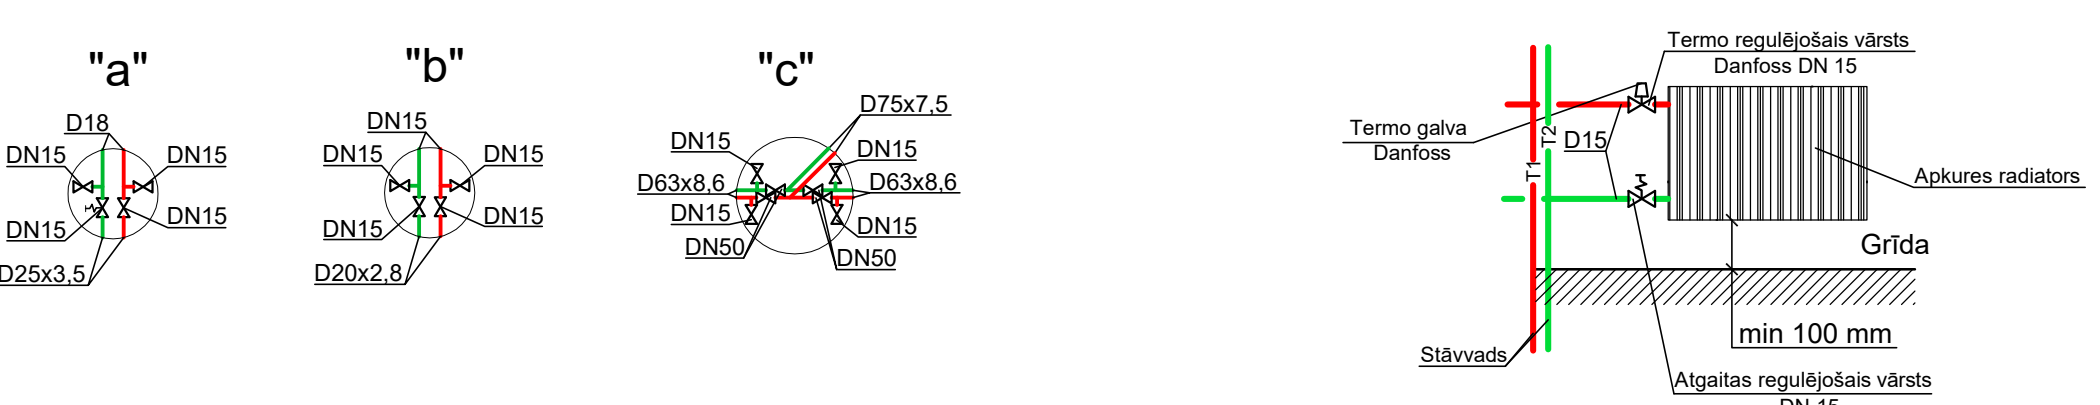 "a"
D18
DN15
DN15
DN15
DN15
D25x3,5
"b"
DN15
DN15
DN15
DN15
DN15
D20x2,8
"c"
D75x7,5
DN15
DN15
D63x8,6
D63x8,6
DN15
DN15
DN50
DN50
Termo regulējošais vārsts
Danfoss DN 15
Termo galva
Danfoss
D15
T2
T1
Apkures radiators
Grīda
min 100 mm
Stāvvads
Atgaitas regulējošais vārsts
DN 15